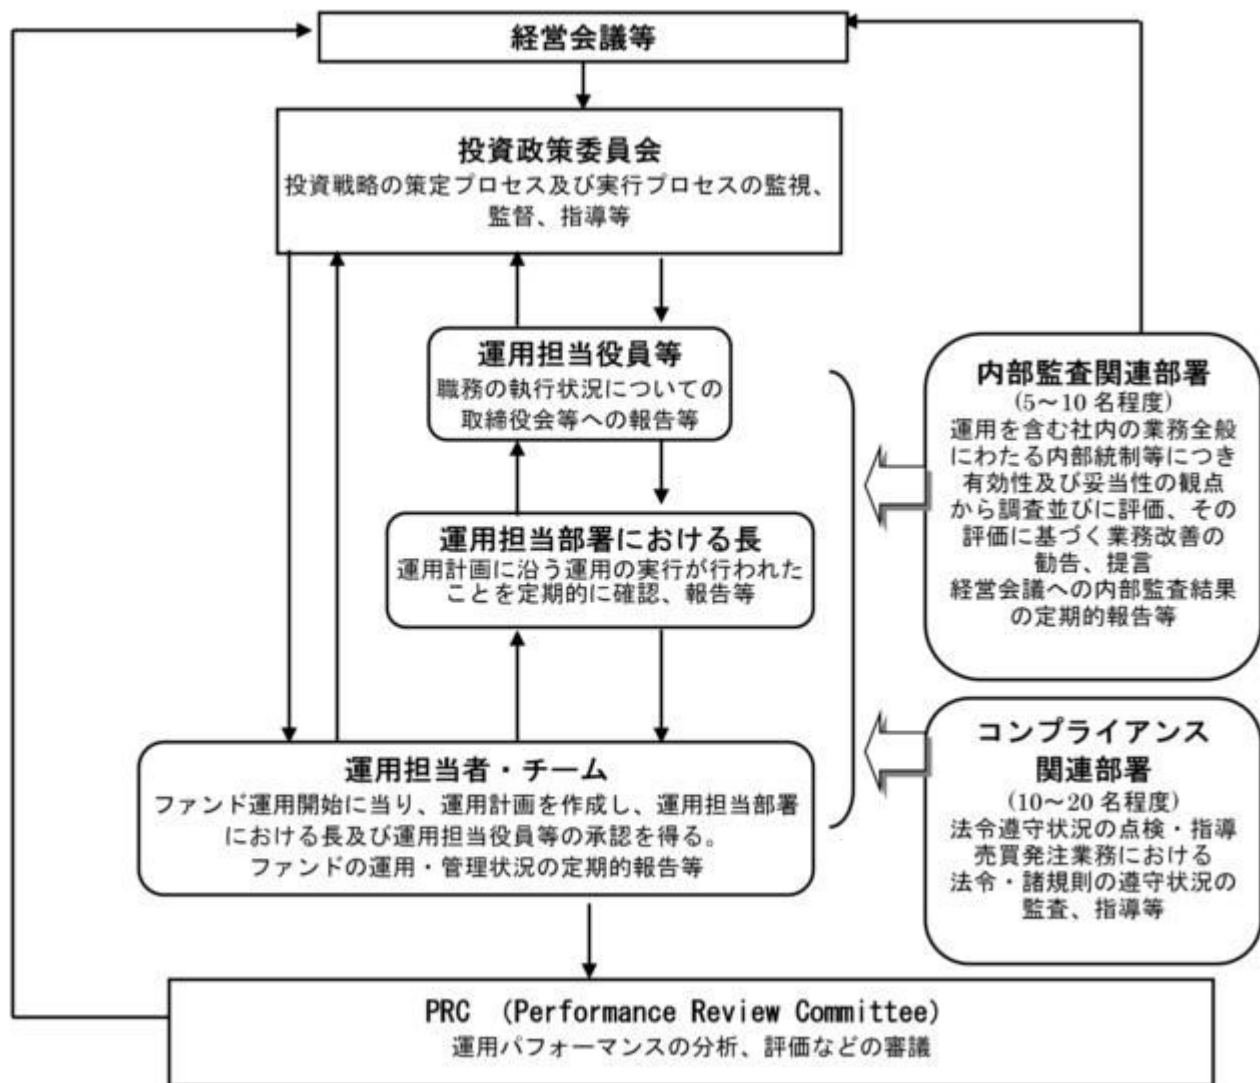 経営会議等
投資政策委員会
投資戦略の策定プロセス及び実行プロセスの監視、
監督、指導等
運用担当役員等
職務の執行状況についての
取締役会等への報告等
運用担当部署における長
運用計画に沿う運用の実行が行われた
ことを定期的に確認、報告等
運用担当者・チーム
ファンド運用開始に当り、運用計画を作成し、運用担当部署
における長及び運用担当役員等の承認を得る。
ファンドの運用・管理状況の定期的報告等
内部監査関連部署
(5～10 名程度)
運用を含む社内の業務全般
にわたる内部統制等につき
有効性及び妥当性の観点
から調査並びに評価、その
評価に基づく業務改善の
勧告、提言
経営会議への内部監査結果
の定期的報告等
コンプライアンス
関連部署
(10～20 名程度)
法令遵守状況の点検・指導
売買発注業務における
法令・諸規則の遵守状況の
監査、指導等
PRC (Performance Review Committee)
運用パフォーマンスの分析、評価などの審議